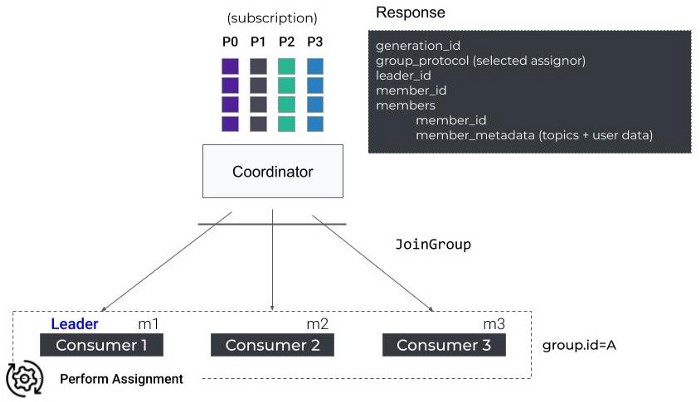 (subscription)
P0 P1 P2 P3
Response
generation_id
group_protocol (selected assignor)
leader_id
member_id
members
member_id
member_metadata (topics + user data)
Coordinator
JoinGroup
Leader m1 m2 m3
Consumer 1 Consumer 2 Consumer 3
group.id=A
Perform Assignment